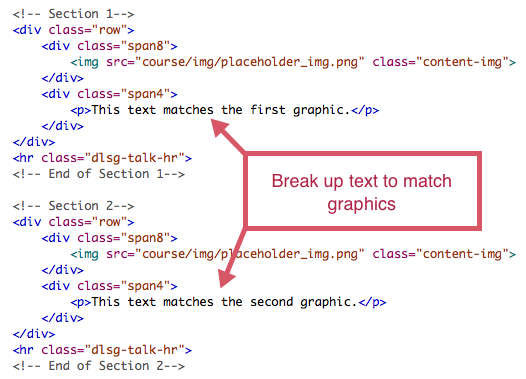 <!-- Section 1-->
<div class="row">
    <div class="span8">
        <img src="course/img/placeholder_img.png" class="content-img">
    </div>
    <div class="span4">
        <p>This text matches the first graphic.</p>
    </div>
</div>
<hr class="dlsg-talk-hr">
<!-- End of Section 1-->
Break up text to match
graphics
<!-- Section 2-->
<div class="row">
    <div class="span8">
        <img src="course/img/placeholder_img.png" class="content-img">
    </div>
    <div class="span4">
        <p>This text matches the second graphic.</p>
    </div>
</div>
<hr class="dlsg-talk-hr">
<!-- End of Section 2-->